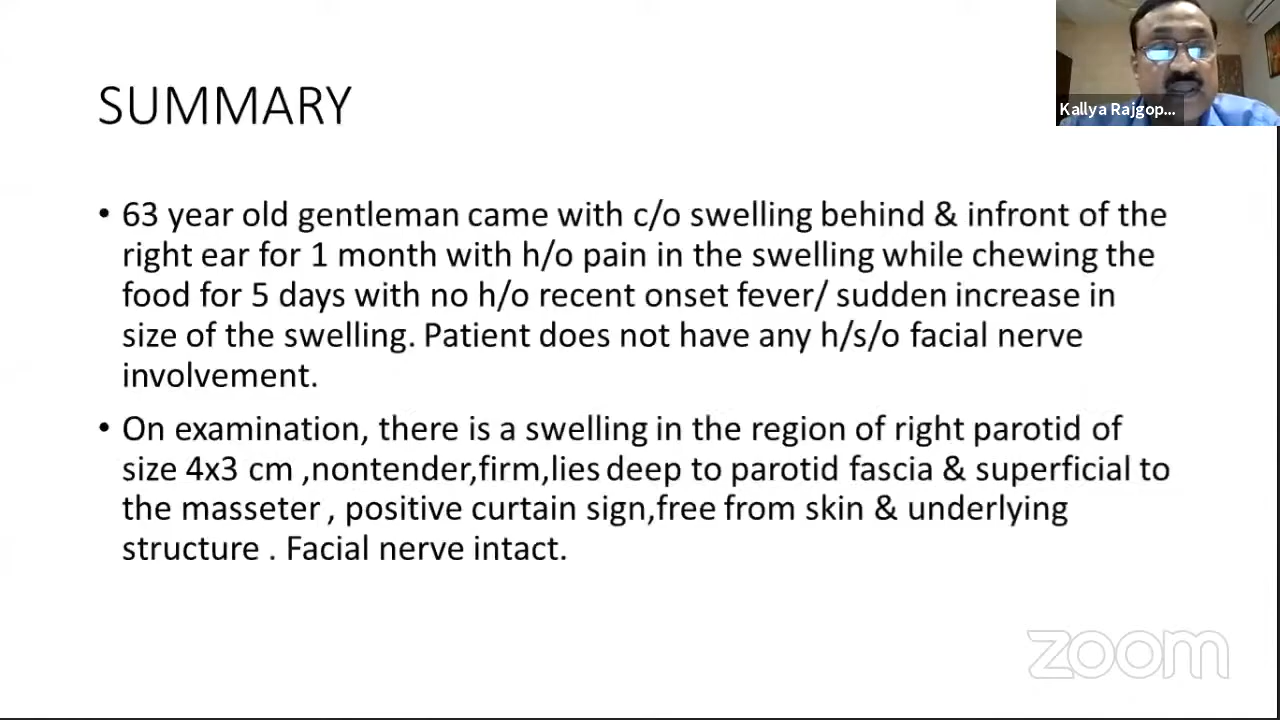 SUMMARY
Kallya Rajgop...
• 63 year old gentleman came with c/o swelling behind & infront of the
right ear for 1 month with h/o pain in the swelling while chewing the
food for 5 days with no h/o recent onset fever/ sudden increase in
size of the swelling. Patient does not have any h/s/o facial nerve
involvement.
• On examination, there is a swelling in the region of right parotid of
size 4x3 cm ,nontender,firm,lies deep to parotid fascia & superficial to
the masseter , positive curtain sign,free from skin & underlying
structure . Facial nerve intact.
zoom